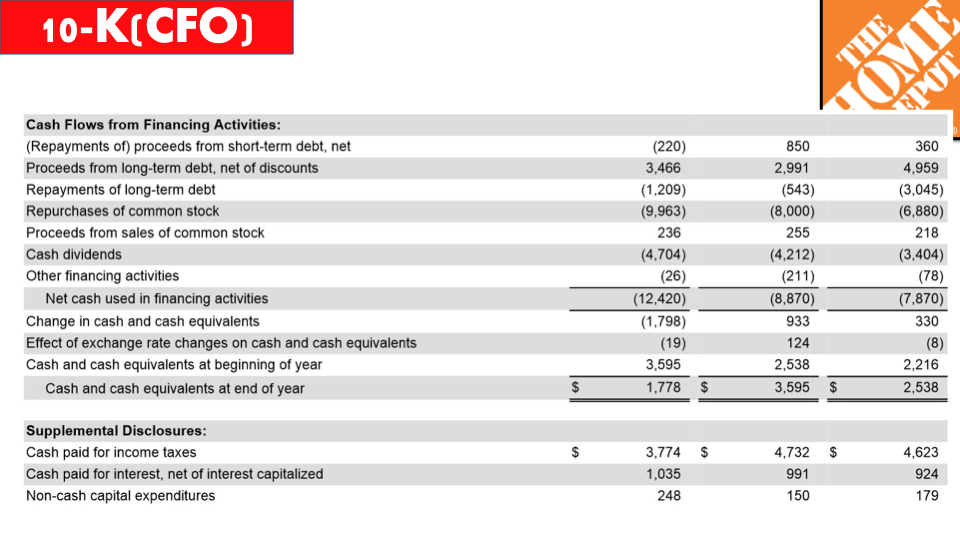 10-K(CFO)
THE
HOME
DEPOT
®
Cash Flows from Financing Activities:
(Repayments of) proceeds from short-term debt, net (220) 850 360
Proceeds from long-term debt, net of discounts 3,466 2,991 4,959
Repayments of long-term debt (1,209) (543) (3,045)
Repurchases of common stock (9,963) (8,000) (6,880)
Proceeds from sales of common stock 236 255 218
Cash dividends (4,704) (4,212) (3,404)
Other financing activities (26) (211) (78)
Net cash used in financing activities (12,420) (8,870) (7,870)
Change in cash and cash equivalents (1,798) 933 330
Effect of exchange rate changes on cash and cash equivalents (19) 124 (8)
Cash and cash equivalents at beginning of year 3,595 2,538 2,216
Cash and cash equivalents at end of year $ 1,778 $ 3,595 $ 2,538
Supplemental Disclosures:
Cash paid for income taxes $ 3,774 $ 4,732 $ 4,623
Cash paid for interest, net of interest capitalized 1,035 991 924
Non-cash capital expenditures 248 150 179